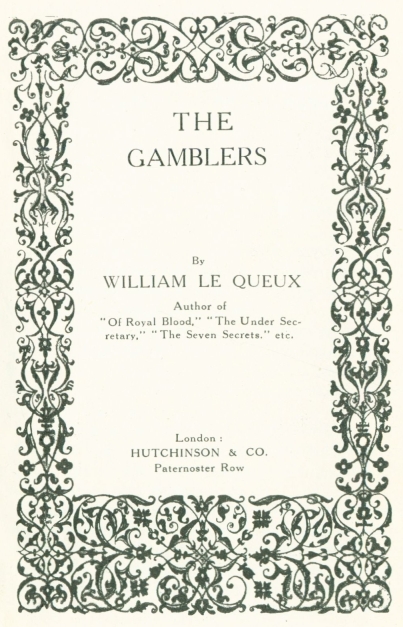 THE
GAMBLERS
By
WILLIAM LE QUEUX
Author of
"Of Royal Blood," "The Under Sec-
retary," "The Seven Secrets." etc.
London :
HUTCHINSON & CO.
Paternoster Row